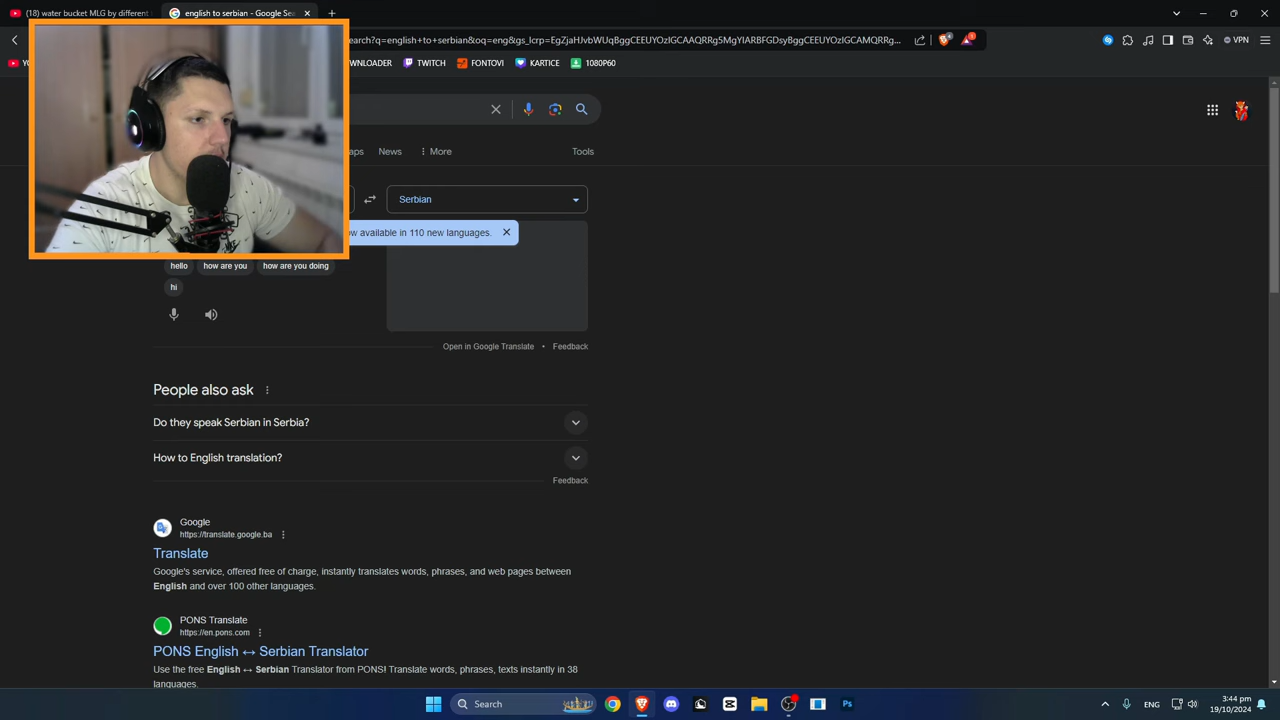 (18) water bucket MLG by different
english to serbian - Google Sea
search?q=english+to+serbian&oq=eng&gs_lcrp=EgZjaHJvbWUqBggCEEUYOzIGCAAQRRg5MgYIARBFGDsyBggCEEUYOzIGCAMQRRg...
VPN
YO
WNLOADER
TWITCH
FONTOVI
KARTICE
1080P60
aps
News
More
Tools
Serbian
ow available in 110 new languages.
hello
how are you
how are you doing
hi
Open in Google Translate • Feedback
People also ask
Do they speak Serbian in Serbia?
How to English translation?
Feedback
Google
https://translate.google.ba
Translate
Google's service, offered free of charge, instantly translates words, phrases, and web pages between
English and over 100 other languages.
PONS Translate
https://en.pons.com
PONS English ↔ Serbian Translator
Use the free English ↔ Serbian Translator from PONS! Translate words, phrases, texts instantly in 38
languages.
Search
Ps
ENG
3:44 pm
19/10/2024